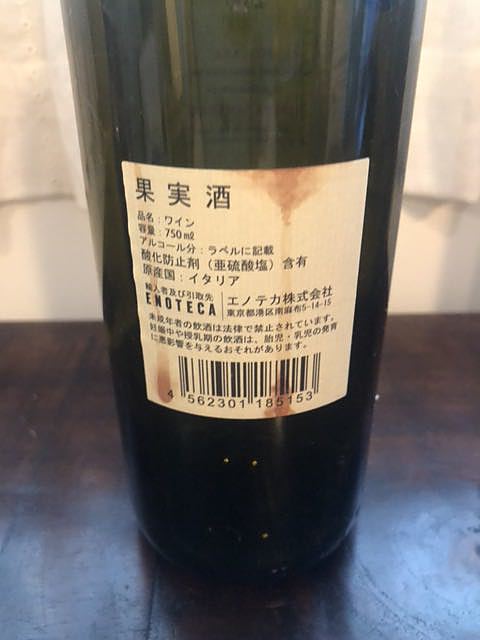 果実酒
品名：ワイン
容量：750㎖
アルコール分：ラベルに記載
酸化防止剤（亜硫酸塩）含有
原産国：イタリア
輸入者及び引取先
ENOTECA エノテカ株式会社
東京都港区南麻布5-14-15
未成年者の飲酒は法律で禁止されています。
妊娠中や授乳期の飲酒は、胎児・乳児の発育
に悪影響を与えるおそれがあります。
4 562301 185153